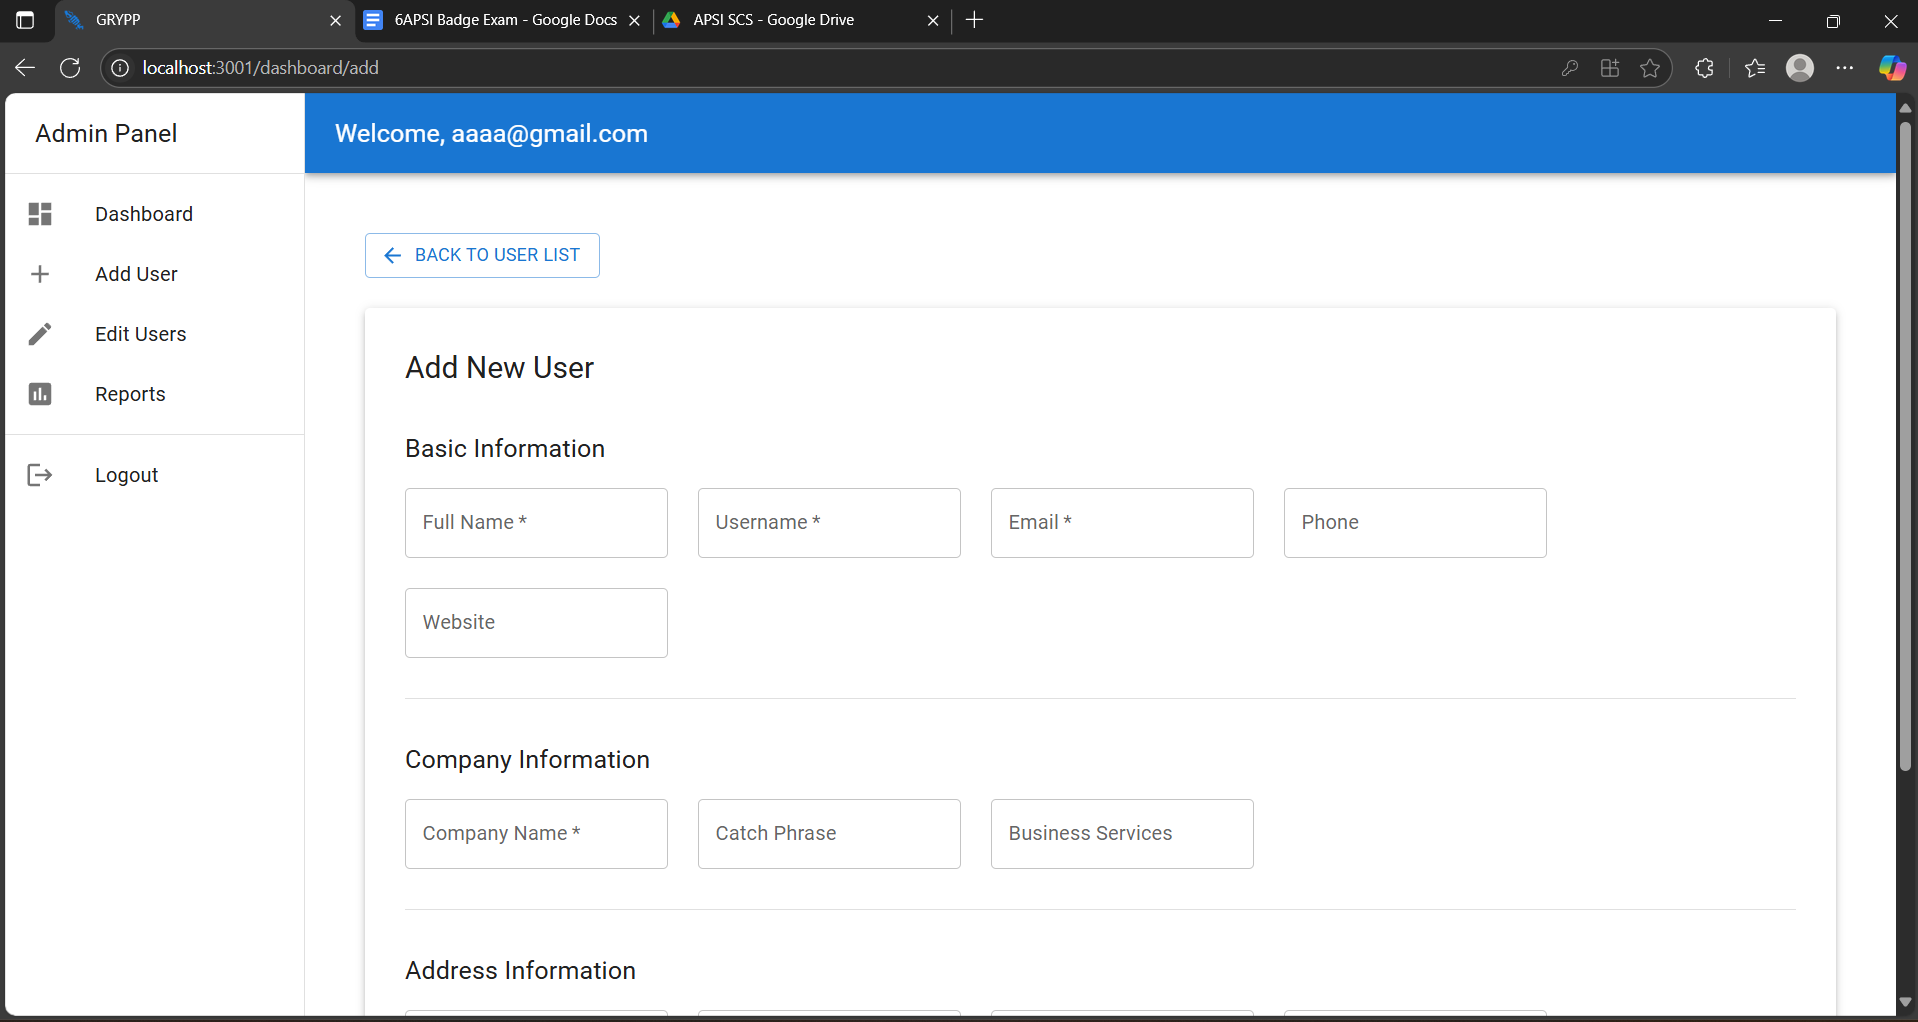 GRYPP
6APSI Badge Exam - Google Docs
APSI SCS - Google Drive
localhost:3001/dashboard/add
Admin Panel
Welcome, aaaa@gmail.com
Dashboard
Add User
Edit Users
Reports
Logout
BACK TO USER LIST
Add New User
Basic Information
Full Name *
Username *
Email *
Phone
Website
Company Information
Company Name *
Catch Phrase
Business Services
Address Information